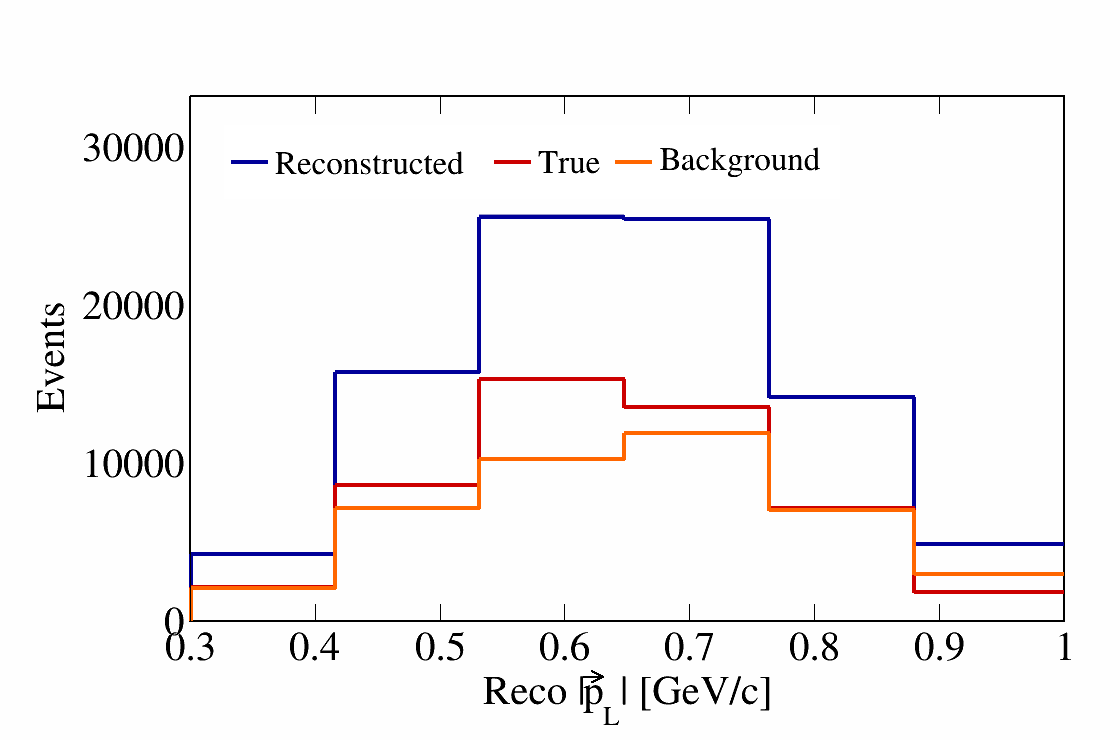 30000
Reconstructed True Background
20000
Events
10000
0
0.3 0.4 0.5 0.6 0.7 0.8 0.9 1
Reco |p⃗_L| [GeV/c]